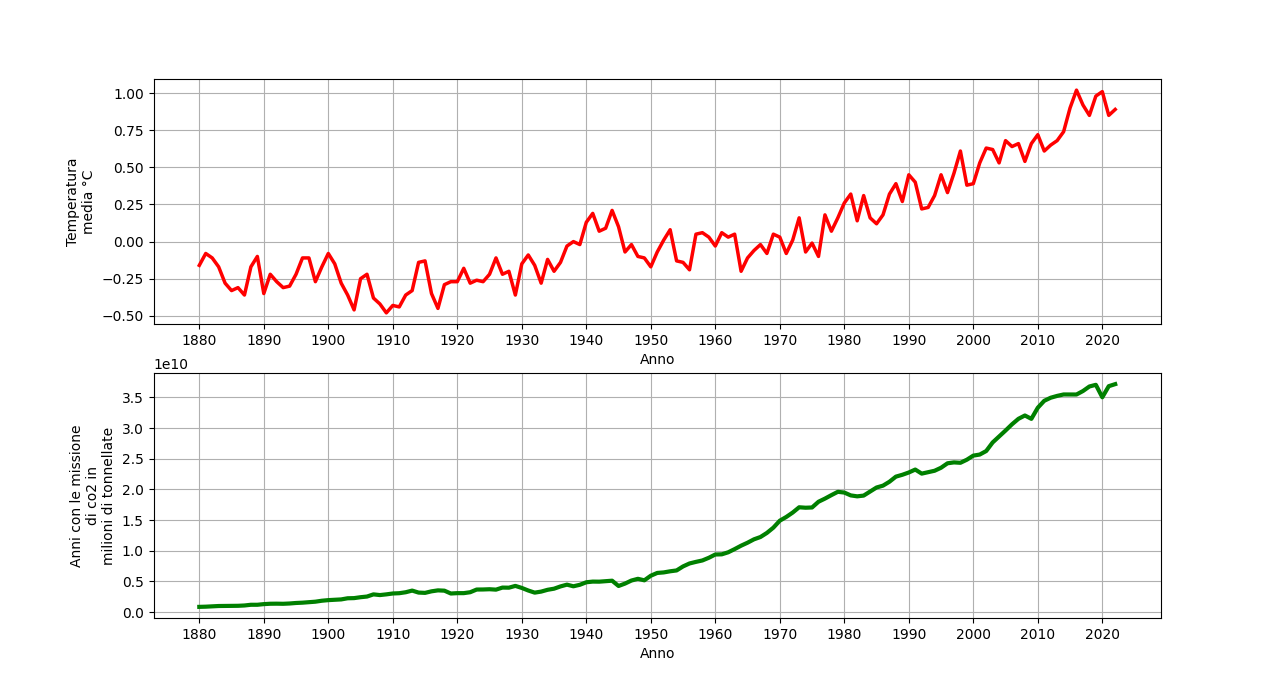 1.00
0.75
0.50
0.25
0.00
−0.25
−0.50
Temperatura
media °C
1880 1890 1900 1910 1920 1930 1940 1950 1960 1970 1980 1990 2000 2010 2020
Anno
1e10
3.5
3.0
2.5
2.0
1.5
1.0
0.5
0.0
Anni con le missione
di co2 in
milioni di tonnellate
1880 1890 1900 1910 1920 1930 1940 1950 1960 1970 1980 1990 2000 2010 2020
Anno